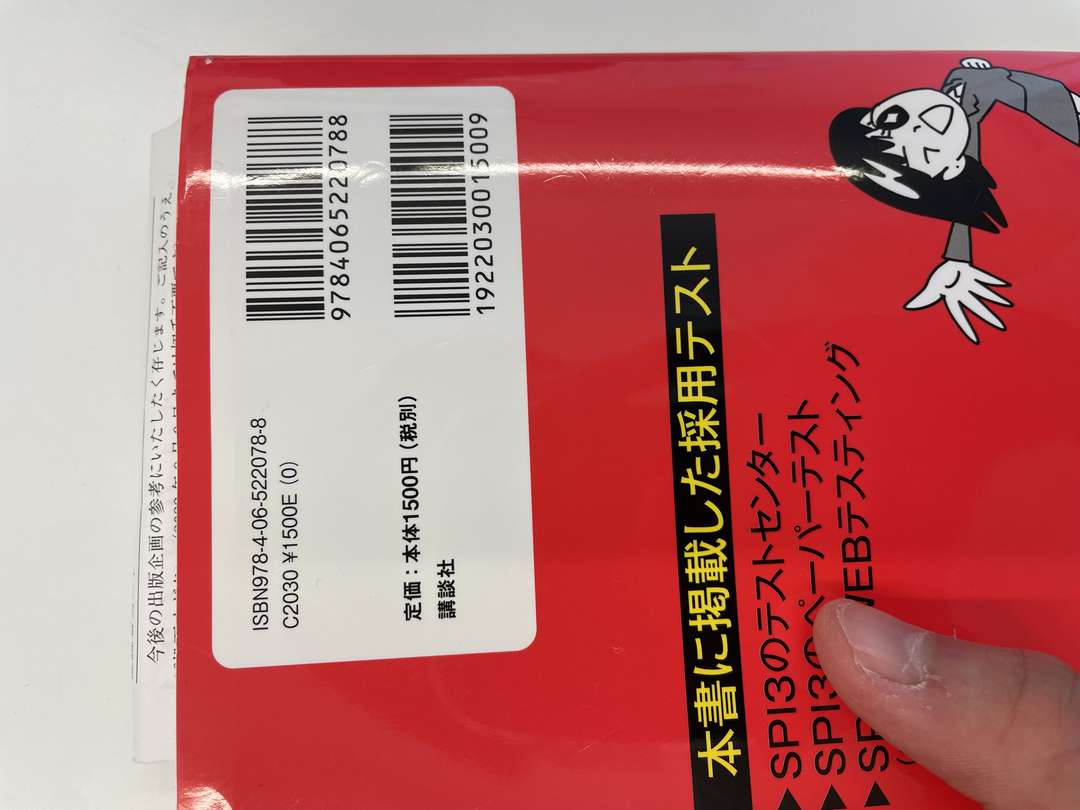 9784065220788
1922030015009
ISBN978-4-06-522078-8
C2030 ¥1500E (0)
定価：本体1500円（税別）
講談社
本書に掲載した採用テスト
▶SPI3のテストセンター
▶SPI3のペーパーテスト
WEBテスティング
今後の出版企画の参考にいたしたく存じます。ご記入のうえ